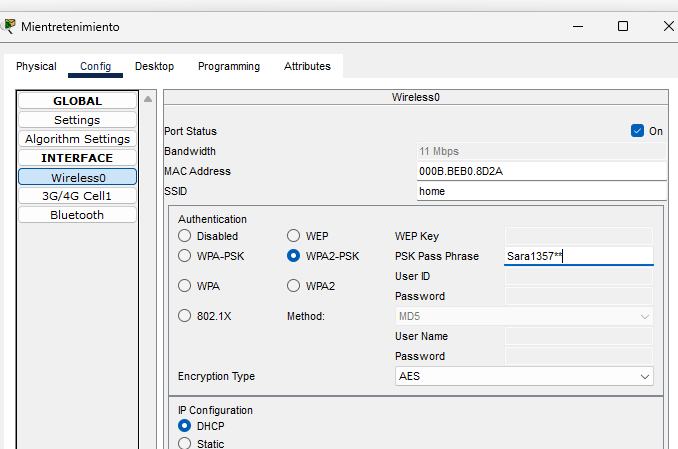 Mientretenimiento
Physical Config Desktop Programming Attributes
GLOBAL
Settings
Algorithm Settings
INTERFACE
Wireless0
3G/4G Cell1
Bluetooth
Wireless0
Port Status On
Bandwidth 11 Mbps
MAC Address 000B.BEB0.8D2A
SSID home
Authentication
Disabled WEP WEP Key
WPA-PSK WPA2-PSK PSK Pass Phrase Sara1357**
User ID
WPA WPA2 Password
802.1X Method: MD5
User Name
Password
Encryption Type AES
IP Configuration
DHCP
Static